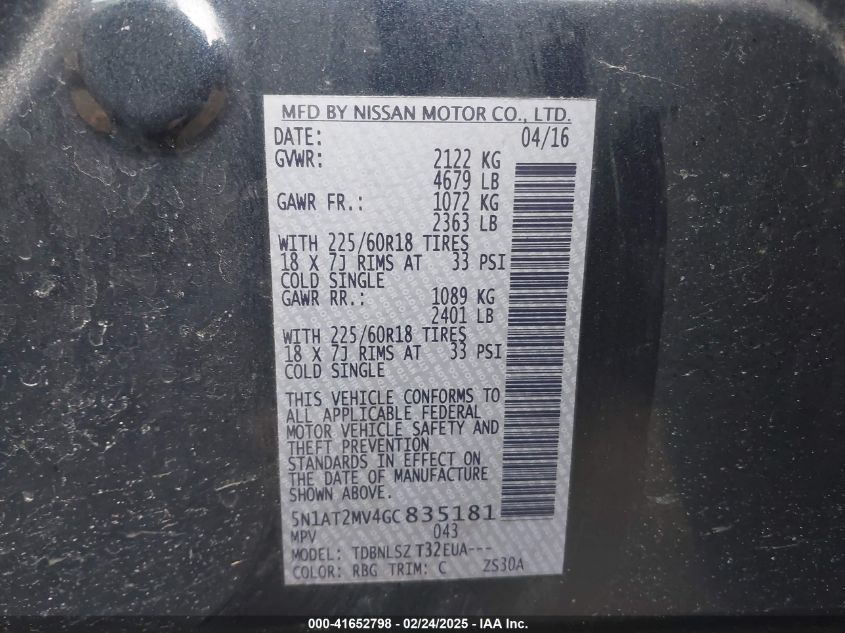 MFD BY NISSAN MOTOR CO., LTD.
DATE: 04/16
GVWR: 2122 KG
4679 LB
GAWR FR.: 1072 KG
2363 LB
WITH 225/60R18 TIRES
18 X 7J RIMS AT 33 PSI
COLD SINGLE
GAWR RR.: 1089 KG
2401 LB
WITH 225/60R18 TIRES
18 X 7J RIMS AT 33 PSI
COLD SINGLE
THIS VEHICLE CONFORMS TO
ALL APPLICABLE FEDERAL
MOTOR VEHICLE SAFETY AND
THEFT PREVENTION
STANDARDS IN EFFECT ON
THE DATE OF MANUFACTURE
SHOWN ABOVE.
5N1AT2MV4GC835181
MPV 043
MODEL: TDBNLSZ T32EUA---
COLOR: RBG TRIM: C ZS30A
000-41652798 - 02/24/2025 - IAA Inc.